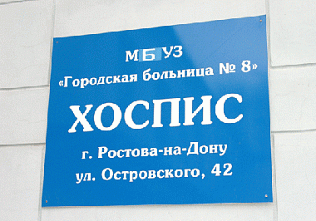 МБУЗ
«Городская больница № 8»
ХОСПИС
г. Ростова-на-Дону
ул. Островского, 42